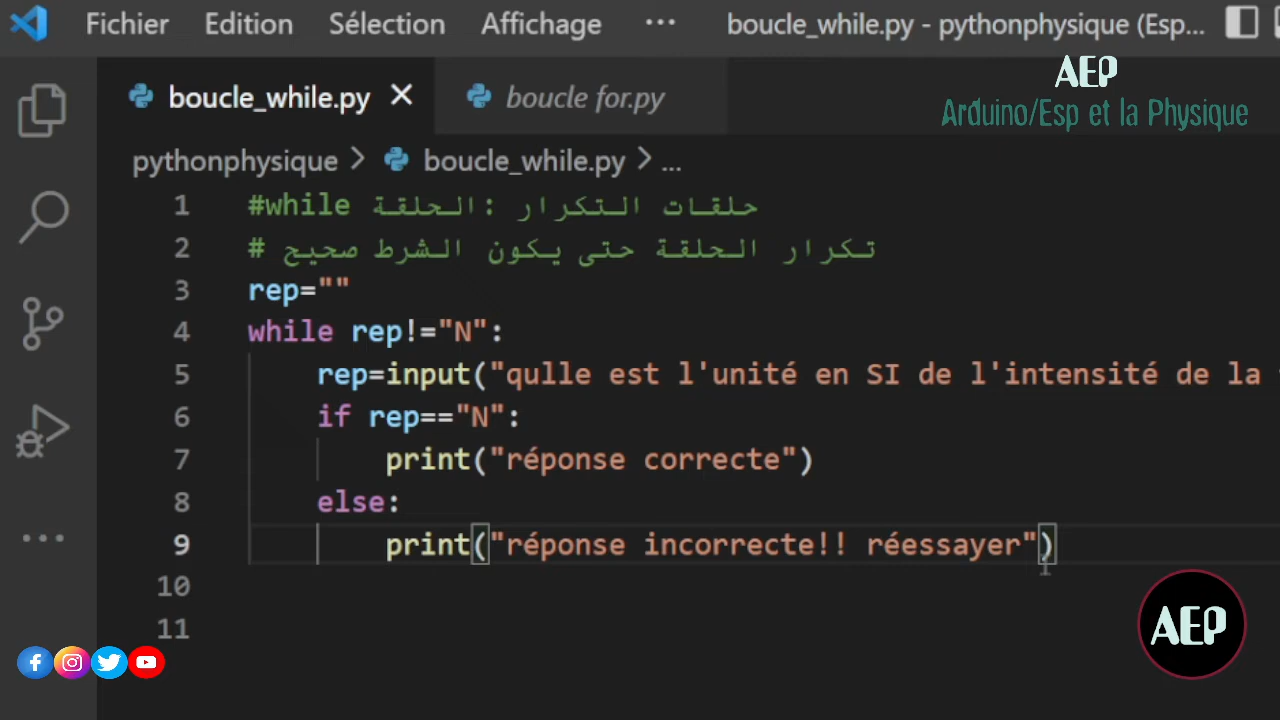 Fichier Edition Sélection Affichage ... boucle_while.py - pythonphysique (Esp...
AEP
Arduino/Esp et la Physique
boucle_while.py boucle for.py
pythonphysique > boucle_while.py > ...
1 #while حلقات التكرار :الحلقة
2 # تكرار الحلقة حتى يكون الشرط صحيح
3 rep=""
4 while rep!="N":
5 rep=input("qulle est l'unité en SI de l'intensité de la
6 if rep=="N":
7 print("réponse correcte")
8 else:
9 print("réponse incorrecte!! réessayer")
10
11
AEP